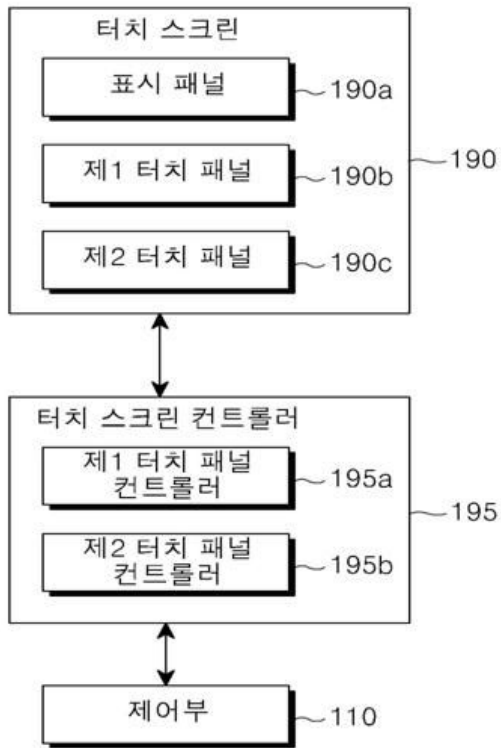 터치 스크린
표시 패널
190a
제1 터치 패널
190b
190
제2 터치 패널
190c
터치 스크린 컨트롤러
제1 터치 패널
컨트롤러
195a
195
제2 터치 패널
컨트롤러
195b
제어부
110